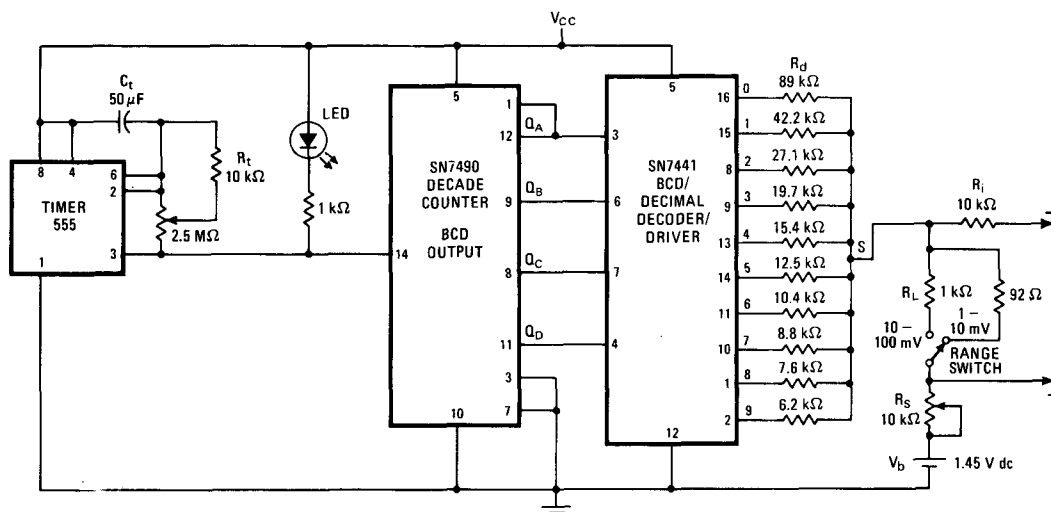 VCC
Ct
50 μF
LED
Rt
10 kΩ
8
4
6
2
TIMER
555
2.5 MΩ
1
3
1 kΩ
5
1
QA
12
SN7490
DECADE
COUNTER
BCD
OUTPUT
14
QB
9
QC
8
QD
11
3
7
10
5
3
6
7
4
SN7441
BCD/
DECIMAL
DECODER/
DRIVER
12
Rd
16 0 89 kΩ
15 1 42.2 kΩ
8 2 27.1 kΩ
9 3 19.7 kΩ
13 4 15.4 kΩ
14 5 12.5 kΩ
11 6 10.4 kΩ
10 7 8.8 kΩ
1 8 7.6 kΩ
2 9 6.2 kΩ
S
Ri
10 kΩ
RL
1 kΩ
92 Ω
10 –
100 mV
1 –
10 mV
RANGE
SWITCH
RS
10 kΩ
Vb
1.45 V dc